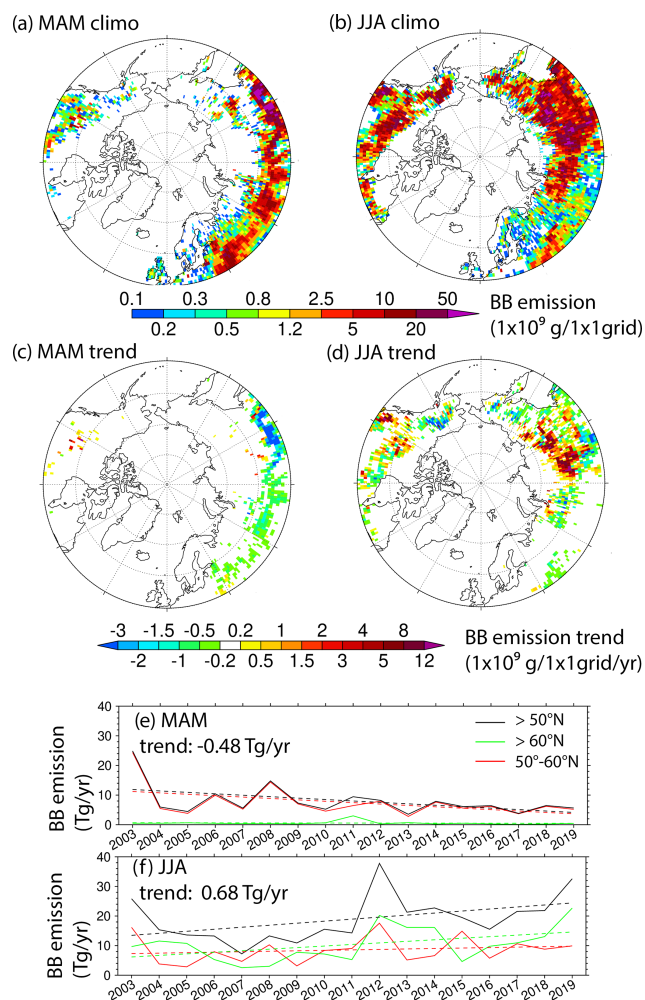 (a) MAM climo
(b) JJA climo
0.1 0.3 0.8 2.5 10 50
0.2 0.5 1.2 5 20
BB emission
(1x10⁹ g/1x1grid)
(c) MAM trend
(d) JJA trend
-3 -1.5 -0.5 0.2 1 2 4 8
-2 -1 -0.2 0.5 1.5 3 5 12
BB emission trend
(1x10⁹ g/1x1grid/yr)
(e) MAM
trend: -0.48 Tg/yr
> 50°N
> 60°N
50°-60°N
BB emission
(Tg/yr)
40
30
20
10
0
2003 2004 2005 2006 2007 2008 2009 2010 2011 2012 2013 2014 2015 2016 2017 2018 2019
(f) JJA
trend: 0.68 Tg/yr
BB emission
(Tg/yr)
40
30
20
10
0
2003 2004 2005 2006 2007 2008 2009 2010 2011 2012 2013 2014 2015 2016 2017 2018 2019